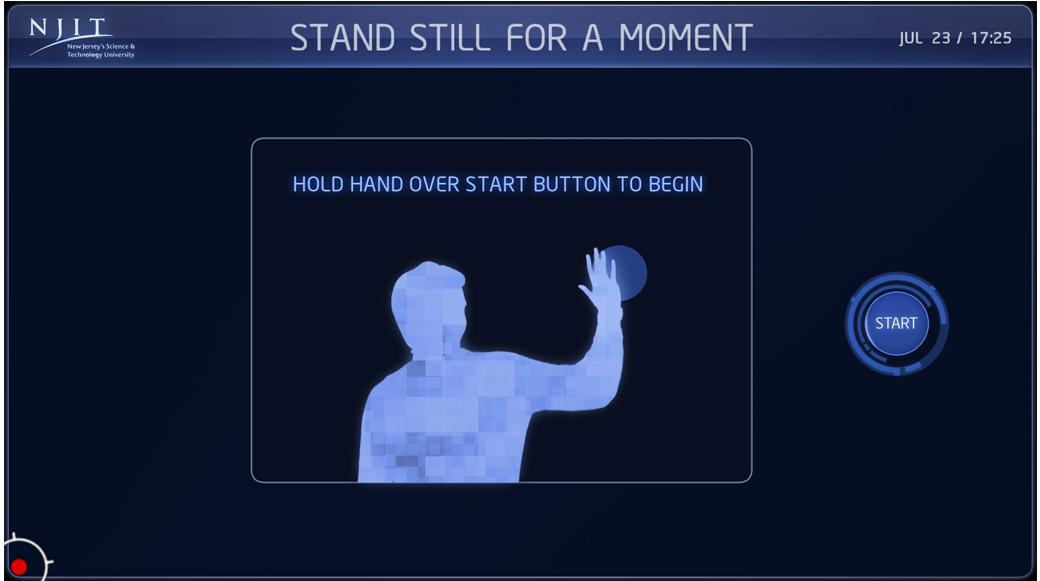 NJIT
New Jersey's Science &
Technology University
STAND STILL FOR A MOMENT
JUL 23 / 17:25
HOLD HAND OVER START BUTTON TO BEGIN
START